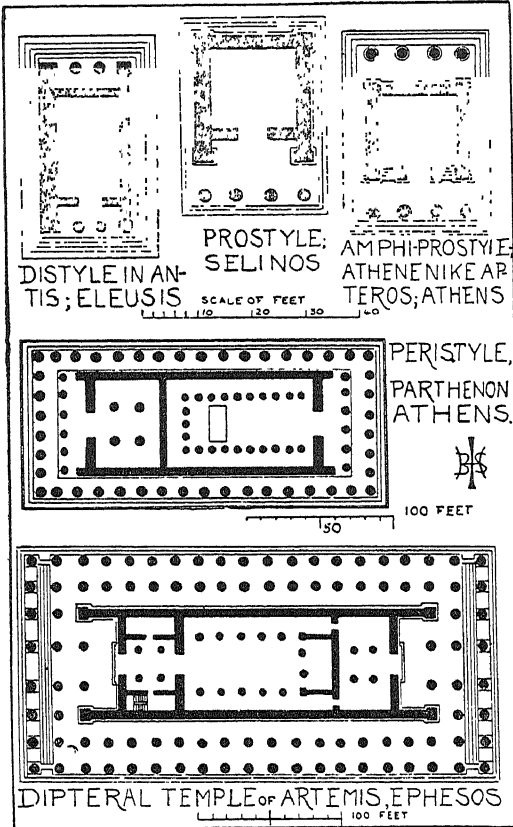 DISTYLE IN AN-
TIS; ELEUSIS
PROSTYLE;
SELINOS
AMPHI-PROSTYLE;
ATHENE NIKE AP-
TEROS; ATHENS
SCALE OF FEET
10 20 30 40
PERISTYLE,
PARTHENON
ATHENS.
BHS
50 100 FEET
DIPTERAL TEMPLE OF ARTEMIS, EPHESOS
100 FEET